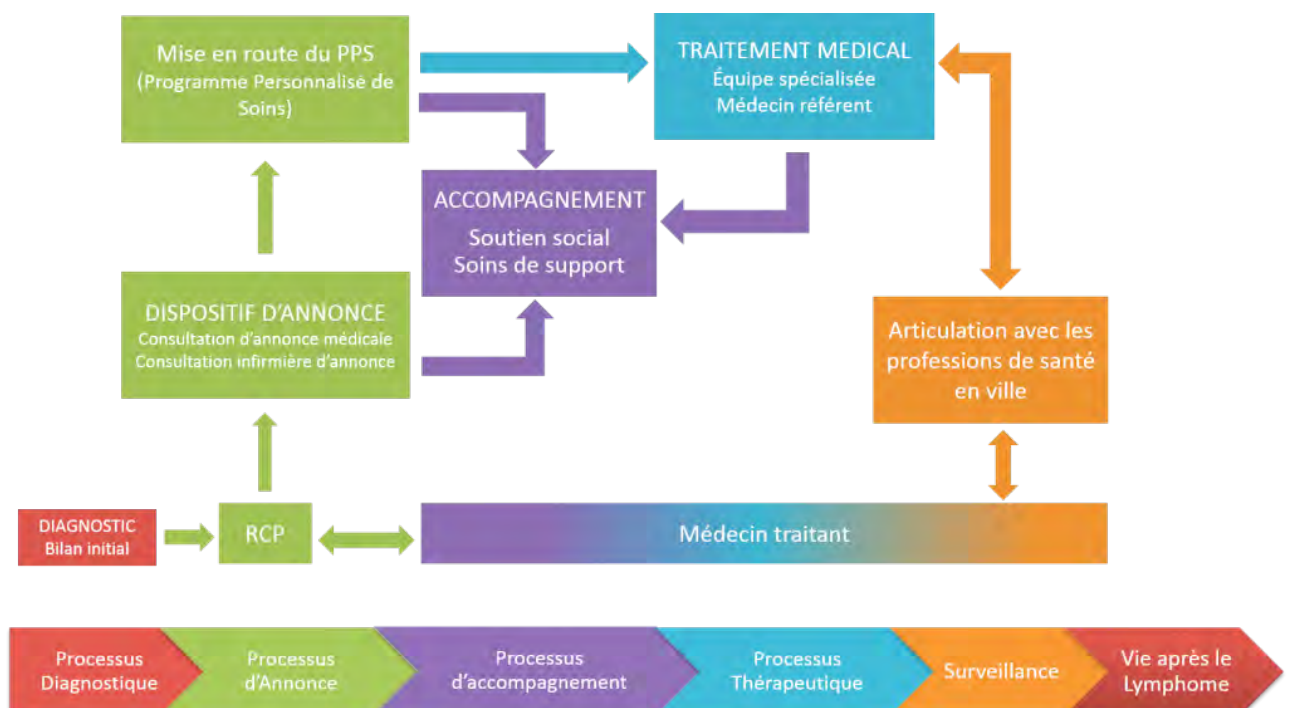 Mise en route du PPS
(Programme Personnalisé de
Soins)
TRAITEMENT MEDICAL
Équipe spécialisée
Médecin référent
ACCOMPAGNEMENT
Soutien social
Soins de support
DISPOSITIF D'ANNONCE
Consultation d'annonce médicale
Consultation infirmière d'annonce
Articulation avec les
professions de santé
en ville
DIAGNOSTIC
Bilan initial
RCP
Médecin traitant
Processus
Diagnostique
Processus
d'Annonce
Processus
d'accompagnement
Processus
Thérapeutique
Surveillance
Vie après le
Lymphome